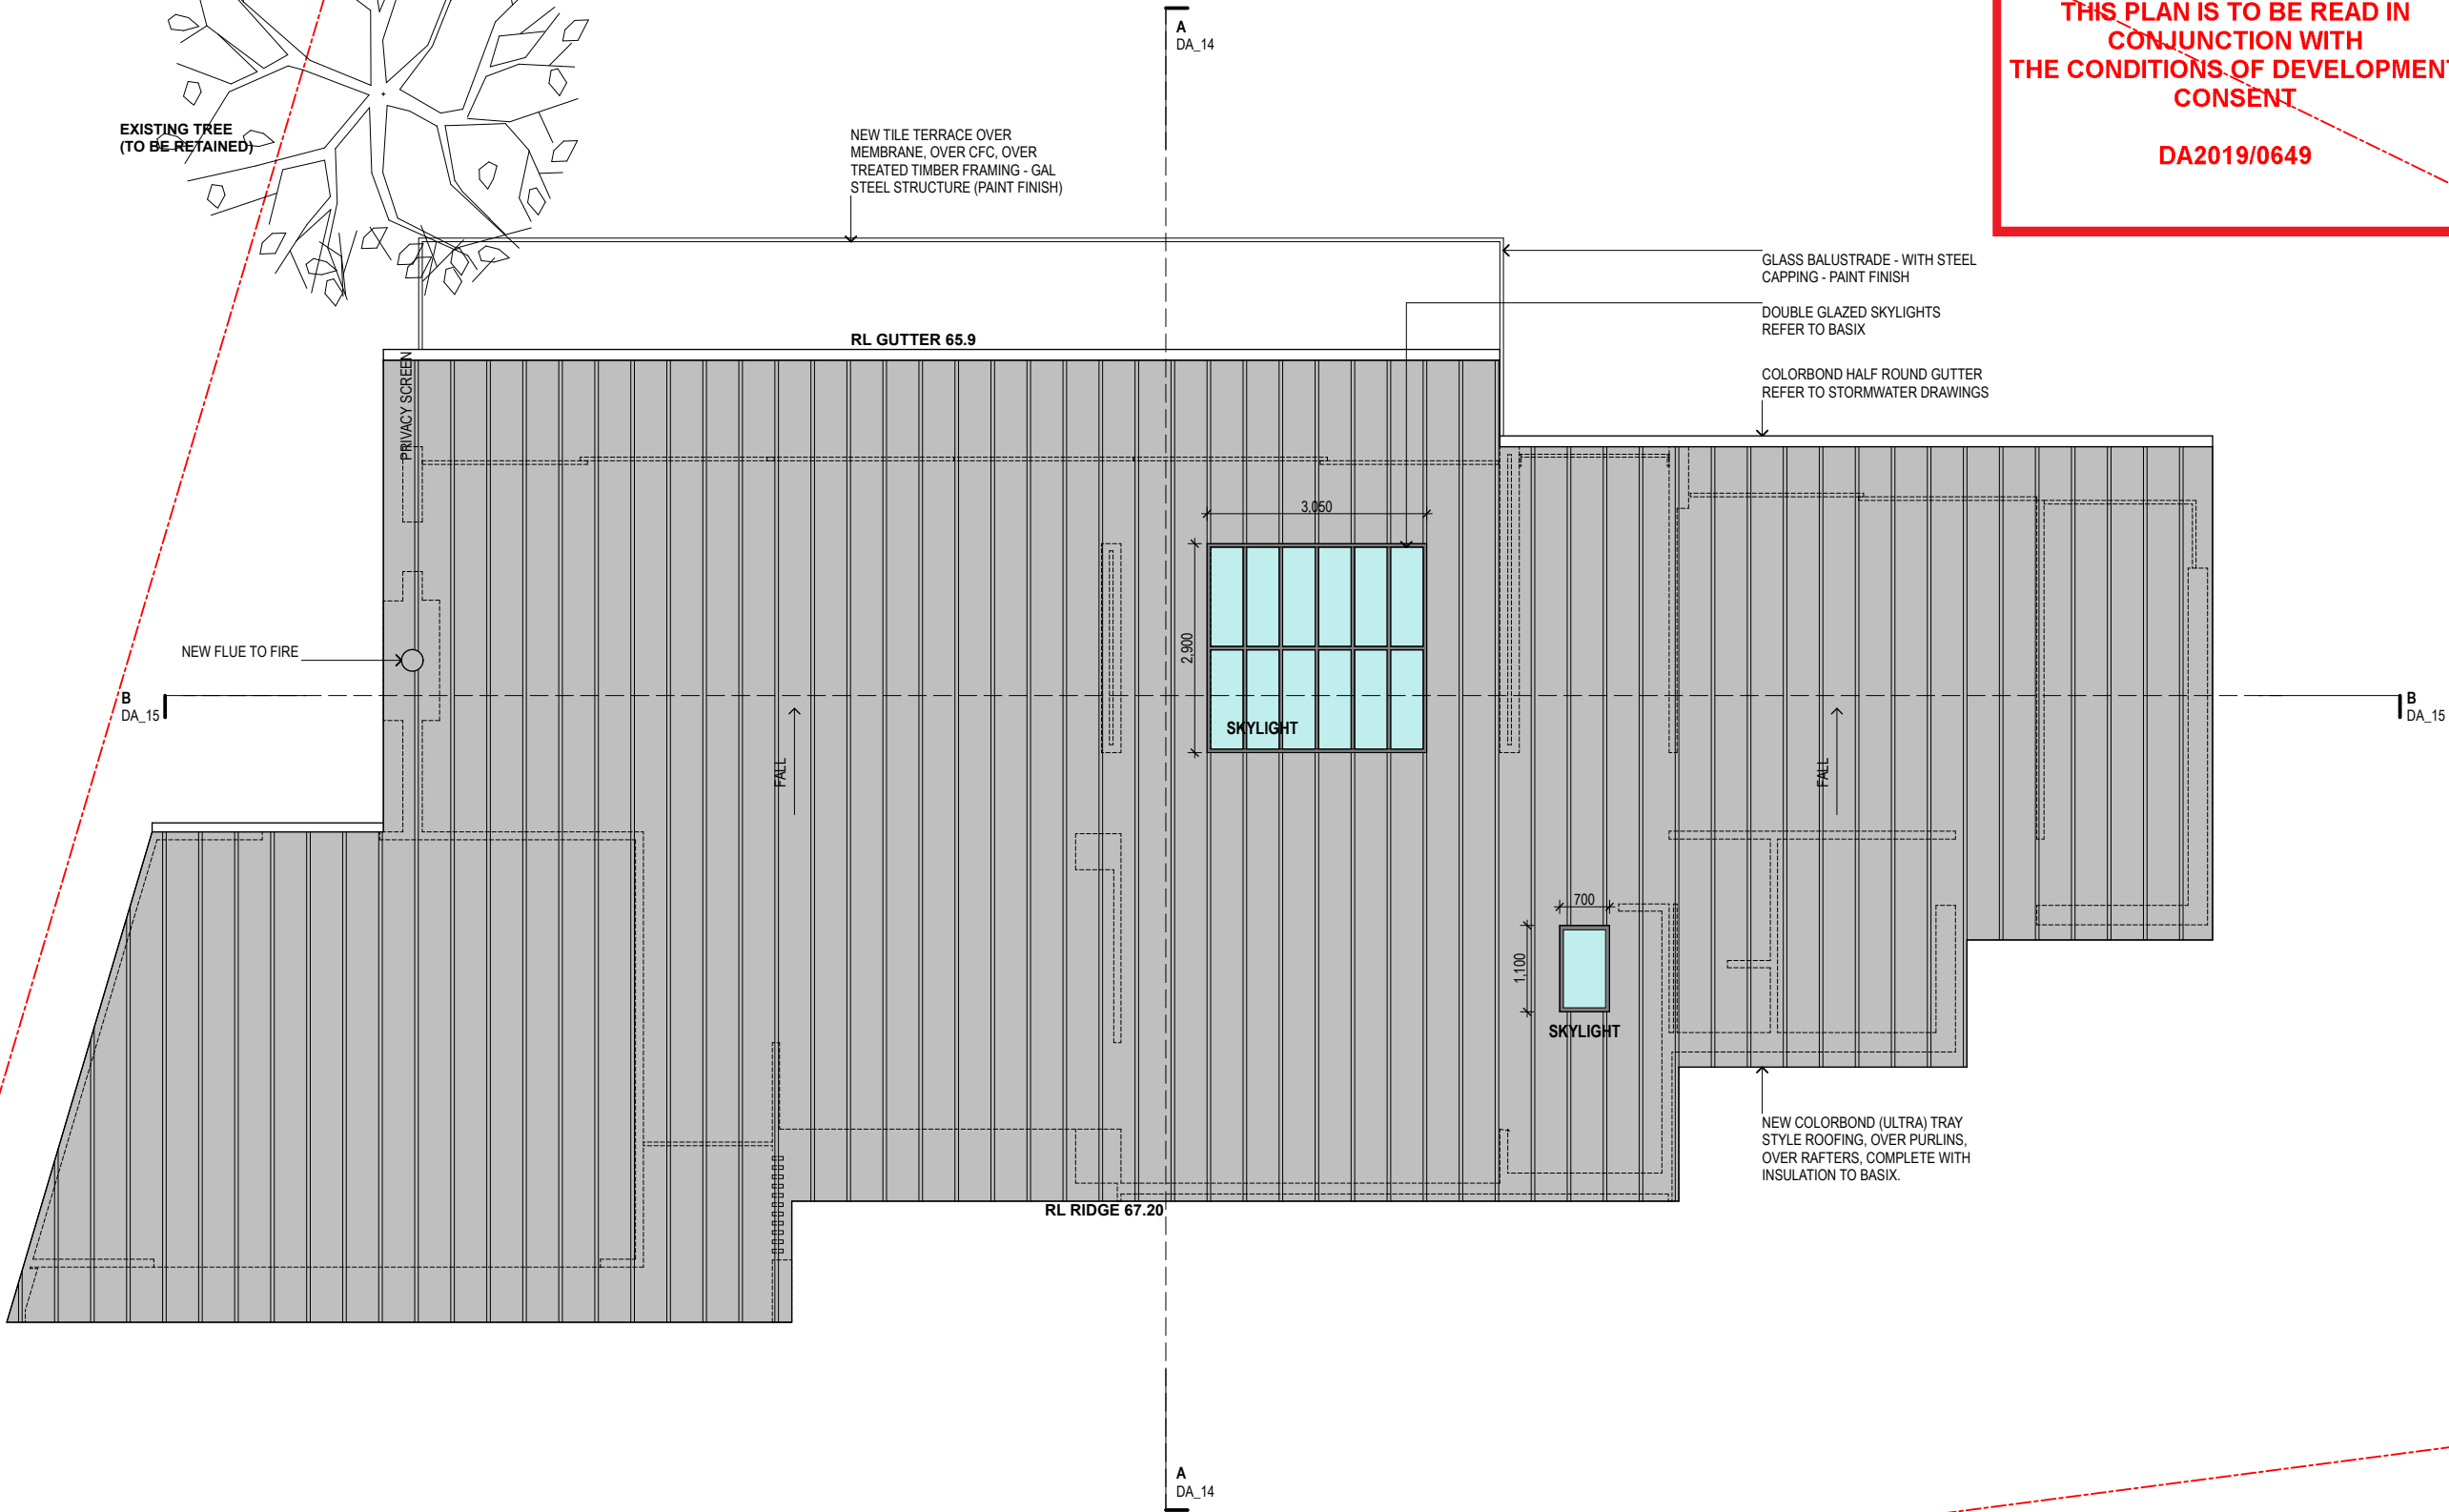 THIS PLAN IS TO BE READ IN
CONJUNCTION WITH
THE CONDITIONS OF DEVELOPMENT
CONSENT
DA2019/0649
A
DA_14
EXISTING TREE
(TO BE RETAINED)
NEW TILE TERRACE OVER
MEMBRANE, OVER CFC, OVER
TREATED TIMBER FRAMING - GAL
STEEL STRUCTURE (PAINT FINISH)
GLASS BALUSTRADE - WITH STEEL
CAPPING - PAINT FINISH
DOUBLE GLAZED SKYLIGHTS
REFER TO BASIX
RL GUTTER 65.9
COLORBOND HALF ROUND GUTTER
REFER TO STORMWATER DRAWINGS
PRIVACY SCREEN
3,050
2,900
SKYLIGHT
NEW FLUE TO FIRE
B
DA_15
B
DA_15
FALL
FALL
700
1,100
SKYLIGHT
NEW COLORBOND (ULTRA) TRAY
STYLE ROOFING, OVER PURLINS,
OVER RAFTERS, COMPLETE WITH
INSULATION TO BASIX.
RL RIDGE 67.20
A
DA_14